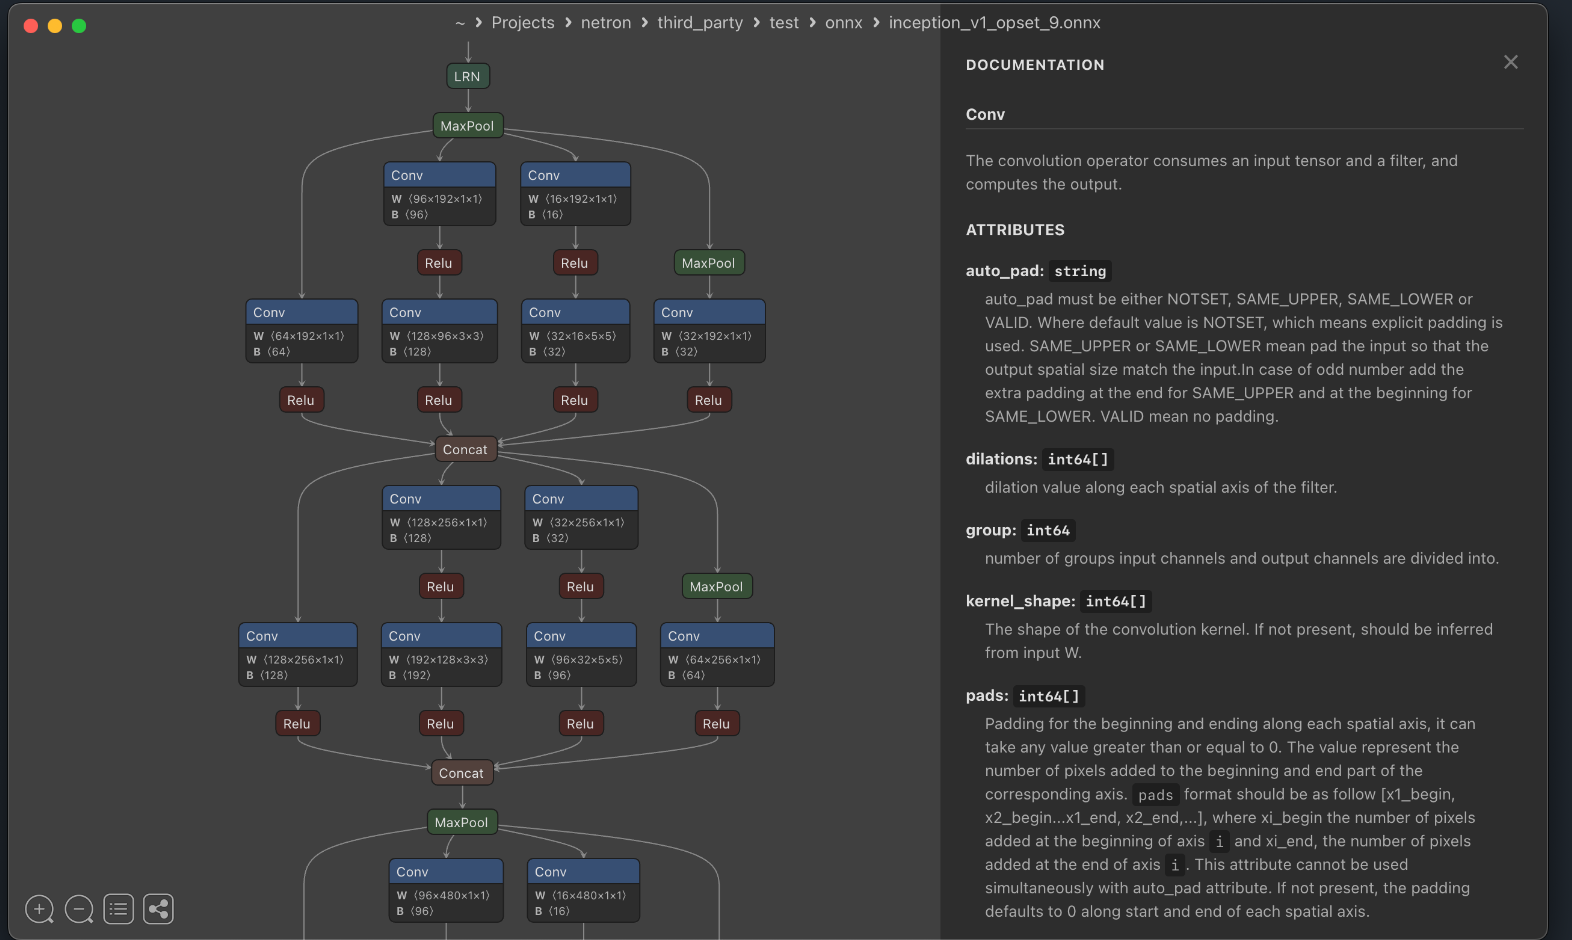 ~ › Projects › netron › third_party › test › onnx › inception_v1_opset_9.onnx
LRN
MaxPool
Conv
W ⟨96×192×1×1⟩
B ⟨96⟩
Conv
W ⟨16×192×1×1⟩
B ⟨16⟩
Relu
Relu
MaxPool
Conv
W ⟨64×192×1×1⟩
B ⟨64⟩
Conv
W ⟨128×96×3×3⟩
B ⟨128⟩
Conv
W ⟨32×16×5×5⟩
B ⟨32⟩
Conv
W ⟨32×192×1×1⟩
B ⟨32⟩
Relu
Relu
Relu
Relu
Concat
Conv
W ⟨128×256×1×1⟩
B ⟨128⟩
Conv
W ⟨32×256×1×1⟩
B ⟨32⟩
Relu
Relu
MaxPool
Conv
W ⟨128×256×1×1⟩
B ⟨128⟩
Conv
W ⟨192×128×3×3⟩
B ⟨192⟩
Conv
W ⟨96×32×5×5⟩
B ⟨96⟩
Conv
W ⟨64×256×1×1⟩
B ⟨64⟩
Relu
Relu
Relu
Relu
Concat
MaxPool
Conv
W ⟨96×480×1×1⟩
B ⟨96⟩
Conv
W ⟨16×480×1×1⟩
B ⟨16⟩
DOCUMENTATION
Conv
The convolution operator consumes an input tensor and a filter, and
computes the output.
ATTRIBUTES
auto_pad: string
auto_pad must be either NOTSET, SAME_UPPER, SAME_LOWER or
VALID. Where default value is NOTSET, which means explicit padding is
used. SAME_UPPER or SAME_LOWER mean pad the input so that the
output spatial size match the input.In case of odd number add the
extra padding at the end for SAME_UPPER and at the beginning for
SAME_LOWER. VALID mean no padding.
dilations: int64[]
dilation value along each spatial axis of the filter.
group: int64
number of groups input channels and output channels are divided into.
kernel_shape: int64[]
The shape of the convolution kernel. If not present, should be inferred
from input W.
pads: int64[]
Padding for the beginning and ending along each spatial axis, it can
take any value greater than or equal to 0. The value represent the
number of pixels added to the beginning and end part of the
corresponding axis. pads format should be as follow [x1_begin,
x2_begin...x1_end, x2_end,...], where xi_begin the number of pixels
added at the beginning of axis i and xi_end, the number of pixels
added at the end of axis i. This attribute cannot be used
simultaneously with auto_pad attribute. If not present, the padding
defaults to 0 along start and end of each spatial axis.